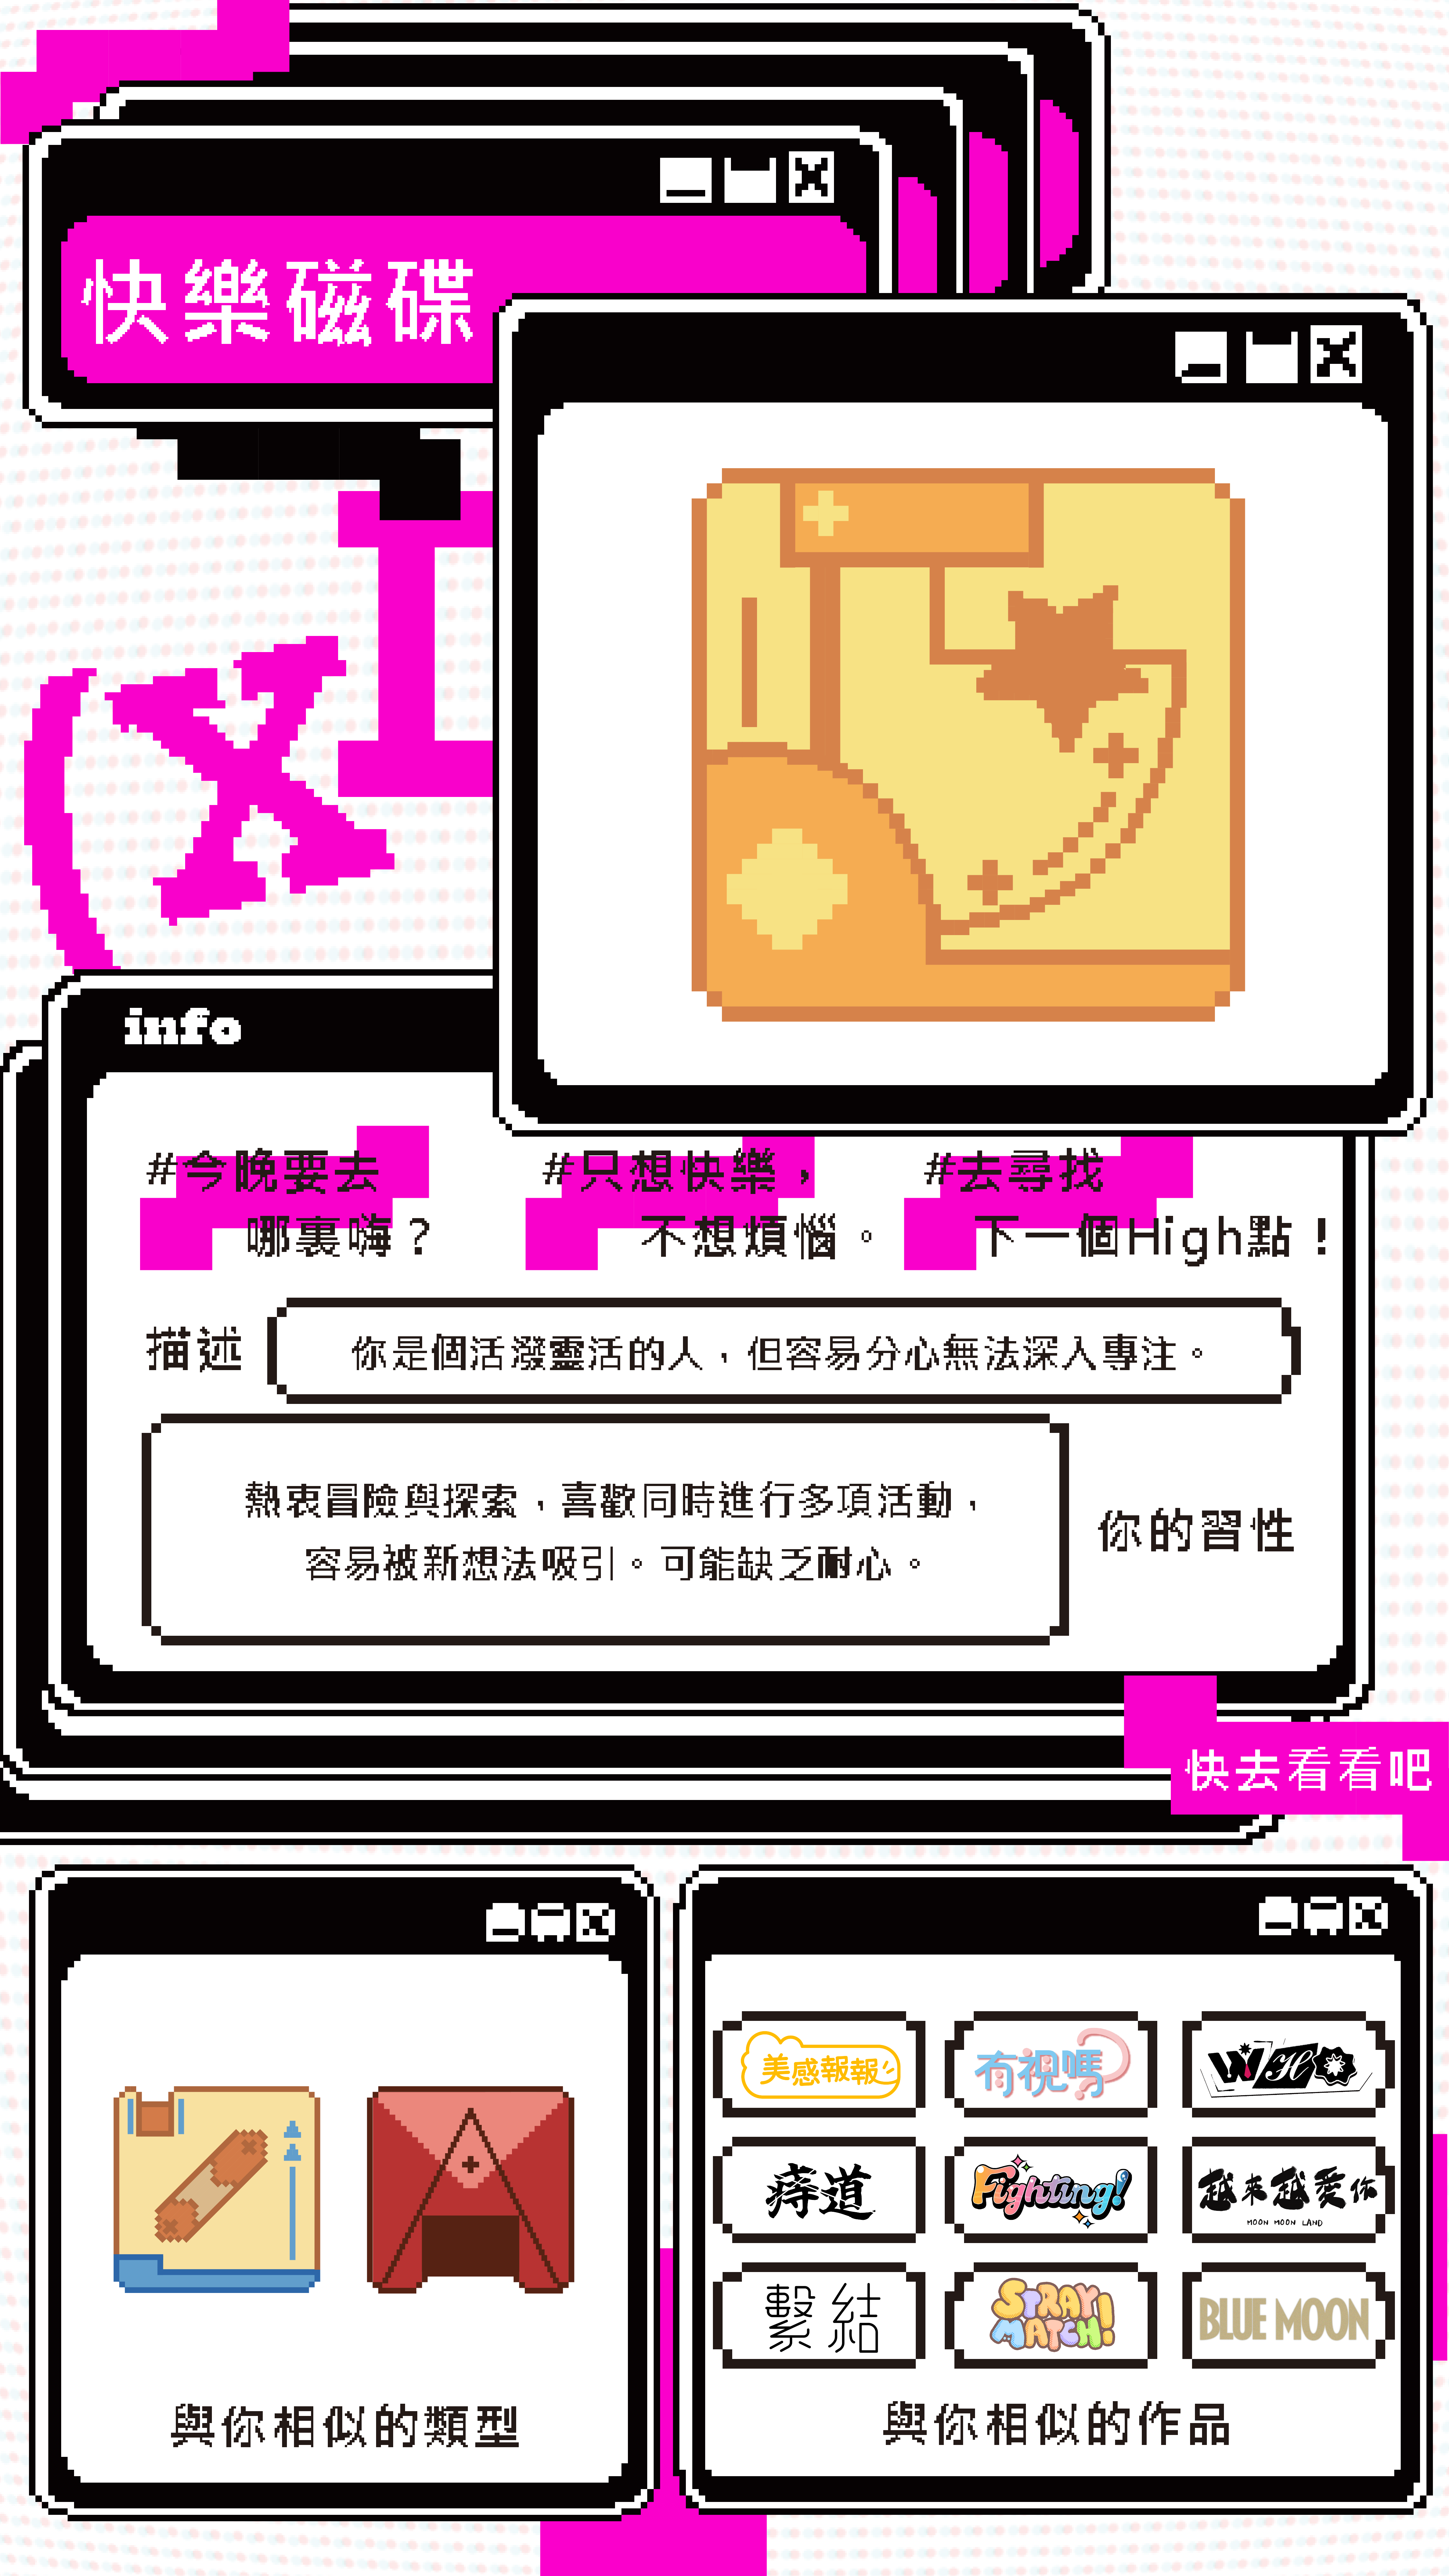 快樂磁碟
info
#今晚要去
哪裏嗨？
#只想快樂，
不想煩惱。
#去尋找
下一個High點！
描述
你是個活潑靈活的人，但容易分心無法深入專注。
熱衷冒險與探索，喜歡同時進行多項活動，
容易被新想法吸引。可能缺乏耐心。
你的習性
快去看看吧
與你相似的類型
美感報報
有視嗎?
WHO
痔道
Fighting!
越來越愛你
MOON MOON LAND
繫結
STRAY
MATCH!
BLUE MOON
與你相似的作品